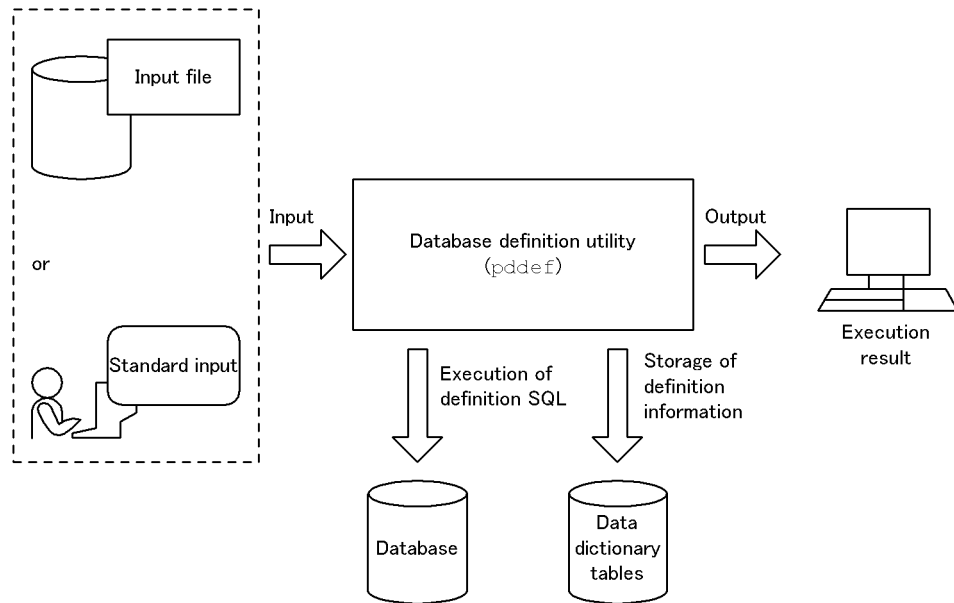 Input file
or
Standard input
Input
Database definition utility
(pddef)
Output
Execution
result
Execution of
definition SQL
Storage of
definition
information
Database
Data
dictionary
tables